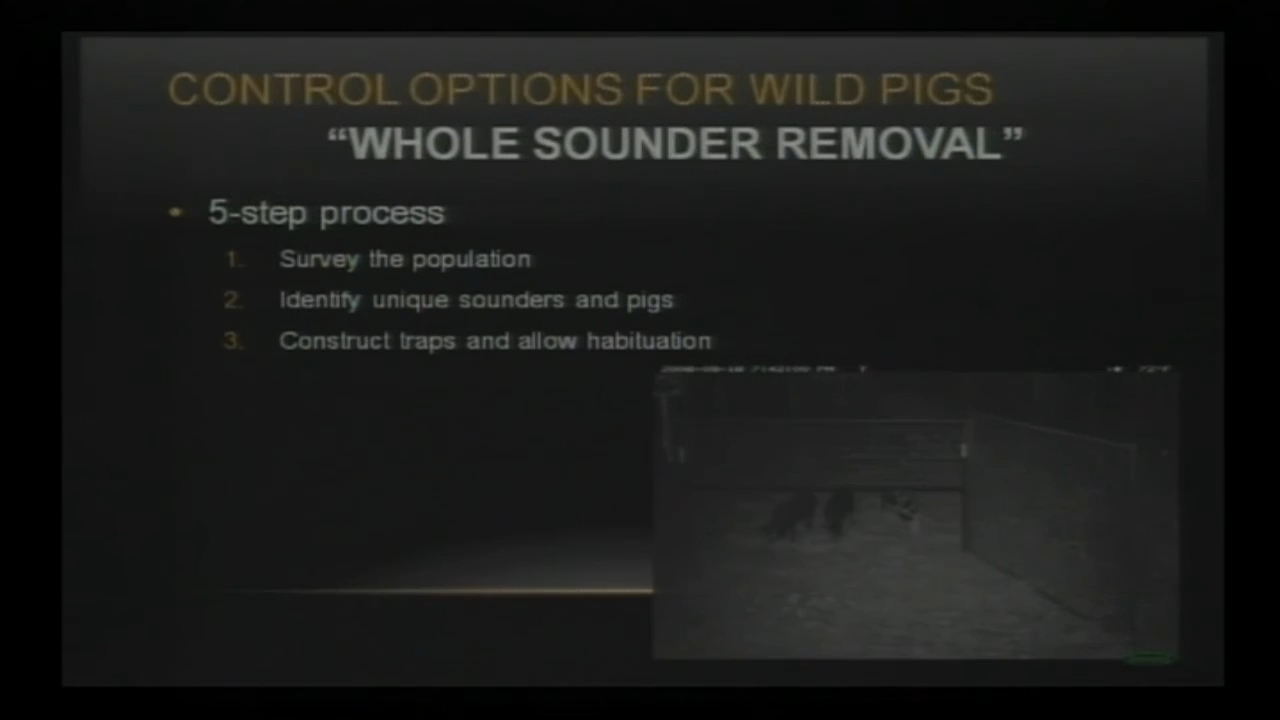 CONTROL OPTIONS FOR WILD PIGS
“WHOLE SOUNDER REMOVAL”
• 5-step process
1. Survey the population
2. Identify unique sounders and pigs
3. Construct traps and allow habituation